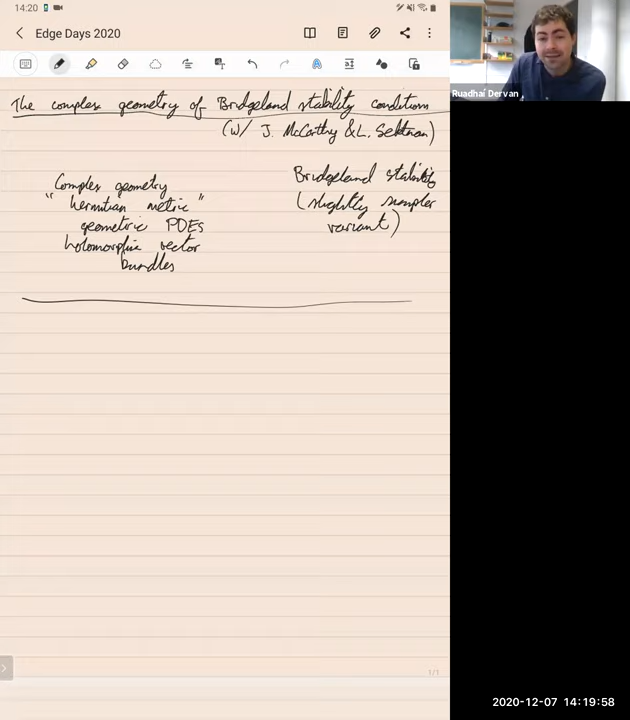 14:20
Edge Days 2020
Ruadhaí Dervan
The complex geometry of Bridgeland stability conditions
(w/ J. McCarthy & L. Sektnan)
Complex geometry
"hermitian metric"
geometric PDEs
holomorphic vector
bundles
Bridgeland stability
(slightly simpler
variant)
1/1
2020-12-07 14:19:58